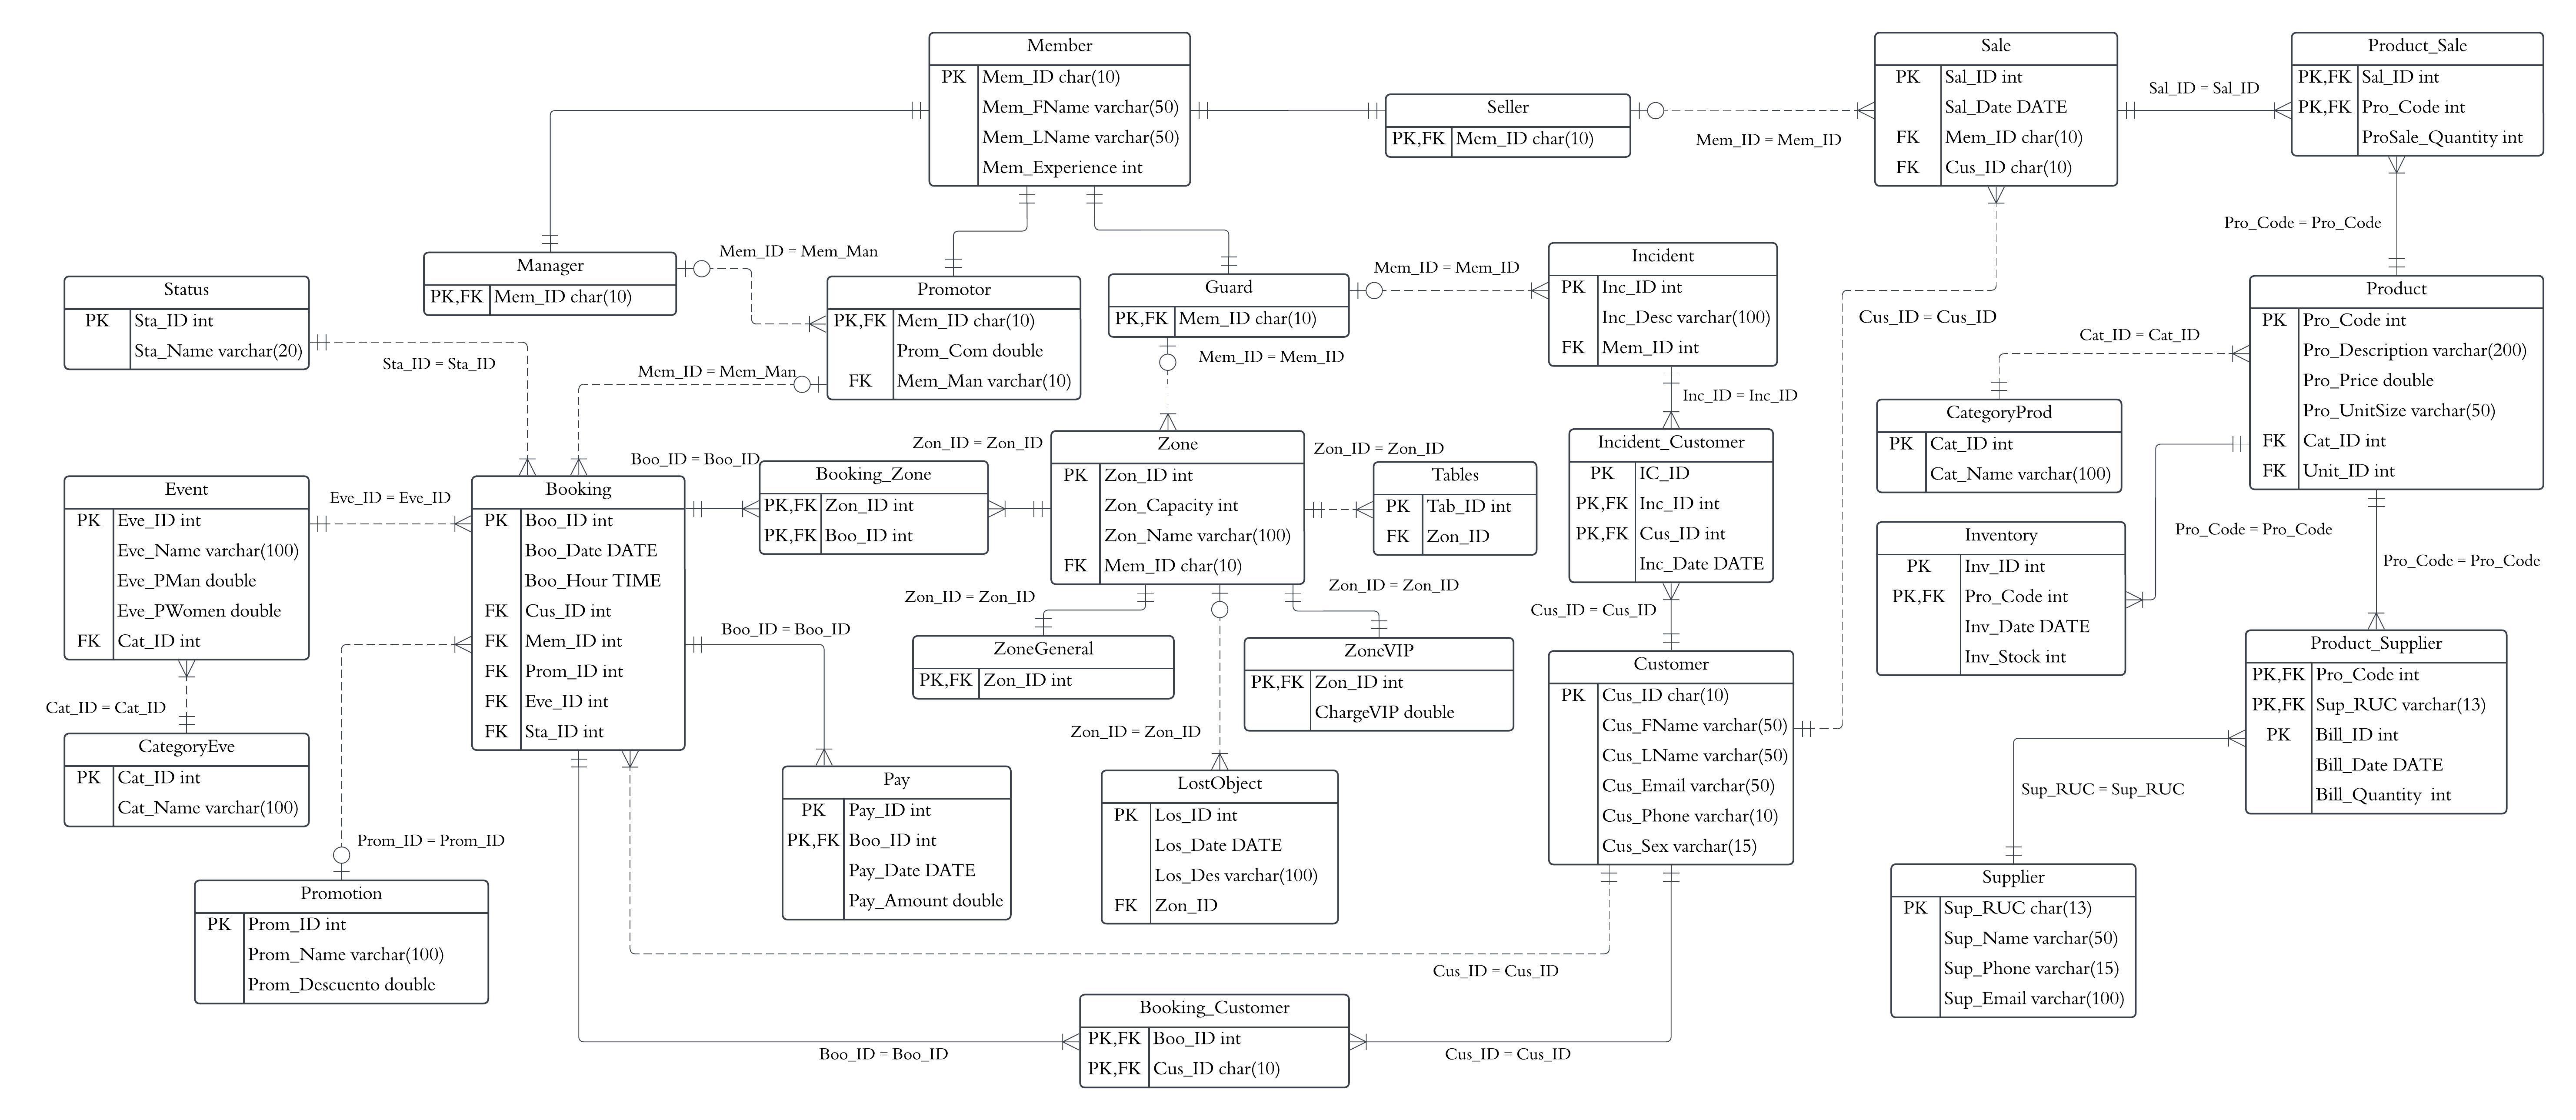 Member
PK Mem_ID char(10)
Mem_FName varchar(50)
Mem_LName varchar(50)
Mem_Experience int
Seller
PK,FK Mem_ID char(10)
Mem_ID = Mem_ID
Sale
PK Sal_ID int
Sal_Date DATE
FK Mem_ID char(10)
FK Cus_ID char(10)
Sal_ID = Sal_ID
Product_Sale
PK,FK Sal_ID int
PK,FK Pro_Code int
ProSale_Quantity int
Pro_Code = Pro_Code
Manager
PK,FK Mem_ID char(10)
Mem_ID = Mem_Man
Promotor
PK,FK Mem_ID char(10)
Prom_Com double
FK Mem_Man varchar(10)
Mem_ID = Mem_Man
Guard
PK,FK Mem_ID char(10)
Mem_ID = Mem_ID
Mem_ID = Mem_ID
Incident
PK Inc_ID int
Inc_Desc varchar(100)
FK Mem_ID int
Inc_ID = Inc_ID
Cus_ID = Cus_ID
Product
PK Pro_Code int
Pro_Description varchar(200)
Pro_Price double
Pro_UnitSize varchar(50)
FK Cat_ID int
FK Unit_ID int
Cat_ID = Cat_ID
CategoryProd
PK Cat_ID int
Cat_Name varchar(100)
Status
PK Sta_ID int
Sta_Name varchar(20)
Sta_ID = Sta_ID
Event
PK Eve_ID int
Eve_Name varchar(100)
Eve_PMan double
Eve_PWomen double
FK Cat_ID int
Eve_ID = Eve_ID
Booking
PK Boo_ID int
Boo_Date DATE
Boo_Hour TIME
FK Cus_ID int
FK Mem_ID int
FK Prom_ID int
FK Eve_ID int
FK Sta_ID int
Boo_ID = Boo_ID
Booking_Zone
PK,FK Zon_ID int
PK,FK Boo_ID int
Zon_ID = Zon_ID
Zone
PK Zon_ID int
Zon_Capacity int
Zon_Name varchar(100)
FK Mem_ID char(10)
Zon_ID = Zon_ID
Tables
PK Tab_ID int
FK Zon_ID
Incident_Customer
PK IC_ID
PK,FK Inc_ID int
PK,FK Cus_ID int
Inc_Date DATE
Cus_ID = Cus_ID
Inventory
PK Inv_ID int
PK,FK Pro_Code int
Inv_Date DATE
Inv_Stock int
Pro_Code = Pro_Code
Pro_Code = Pro_Code
Product_Supplier
PK,FK Pro_Code int
PK,FK Sup_RUC varchar(13)
PK Bill_ID int
Bill_Date DATE
Bill_Quantity int
Sup_RUC = Sup_RUC
Supplier
PK Sup_RUC char(13)
Sup_Name varchar(50)
Sup_Phone varchar(15)
Sup_Email varchar(100)
Cat_ID = Cat_ID
CategoryEve
PK Cat_ID int
Cat_Name varchar(100)
Prom_ID = Prom_ID
Promotion
PK Prom_ID int
Prom_Name varchar(100)
Prom_Descuento double
Boo_ID = Boo_ID
Pay
PK Pay_ID int
PK,FK Boo_ID int
Pay_Date DATE
Pay_Amount double
Zon_ID = Zon_ID
ZoneGeneral
PK,FK Zon_ID int
Zon_ID = Zon_ID
ZoneVIP
PK,FK Zon_ID int
ChargeVIP double
Zon_ID = Zon_ID
LostObject
PK Los_ID int
Los_Date DATE
Los_Des varchar(100)
FK Zon_ID
Customer
PK Cus_ID char(10)
Cus_FName varchar(50)
Cus_LName varchar(50)
Cus_Email varchar(50)
Cus_Phone varchar(10)
Cus_Sex varchar(15)
Cus_ID = Cus_ID
Booking_Customer
PK,FK Boo_ID int
PK,FK Cus_ID char(10)
Boo_ID = Boo_ID
Cus_ID = Cus_ID